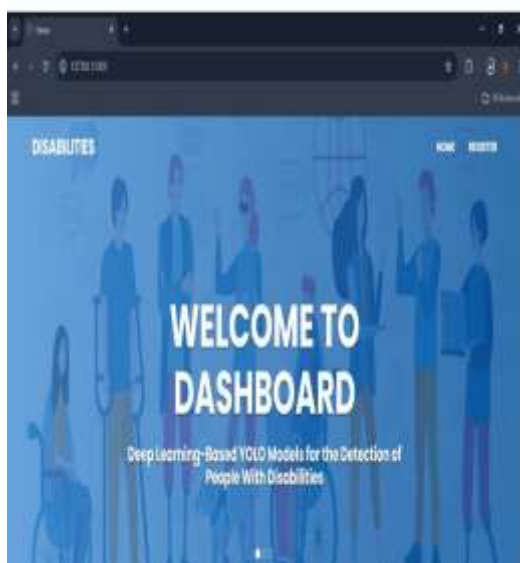 DISABILITIES
HOME REGISTER
WELCOME TO
DASHBOARD
Deep Learning-Based YOLO Models for the Detection of
People With Disabilities